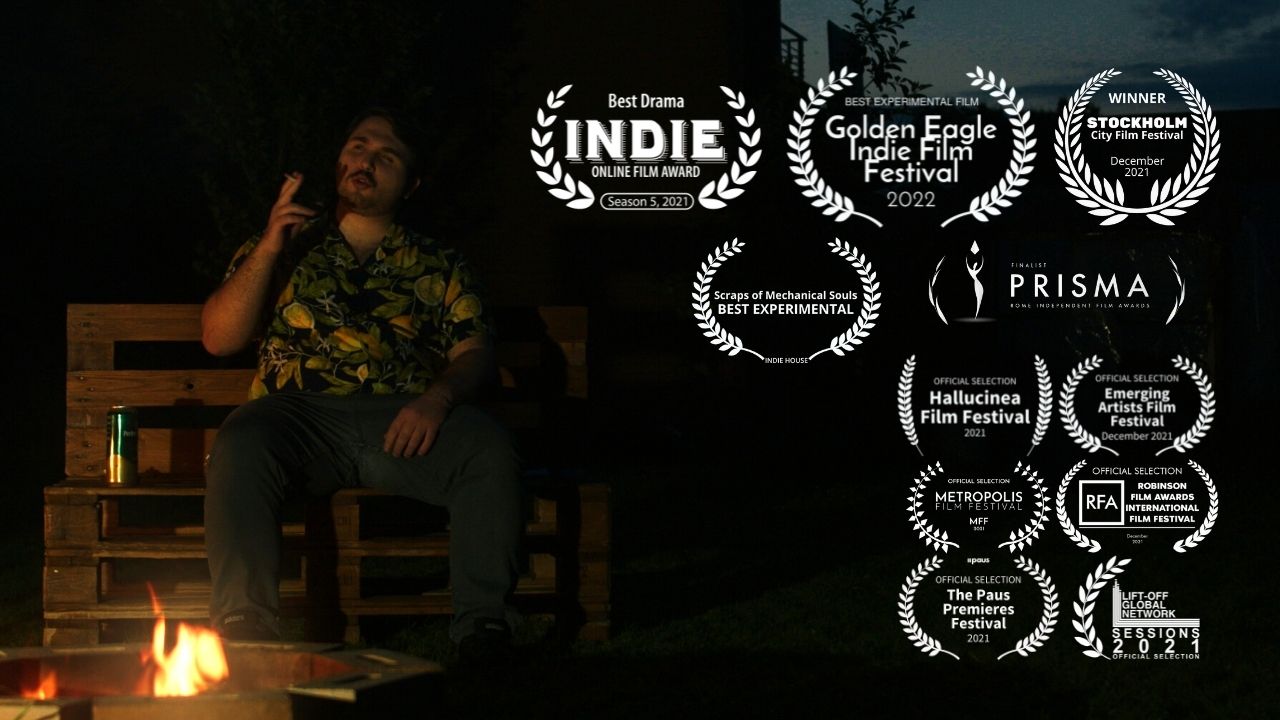 Best Drama
INDIE
ONLINE FILM AWARD
Season 5, 2021
BEST EXPERIMENTAL FILM
Golden Eagle
Indie Film
Festival
2022
WINNER
STOCKHOLM
City Film Festival
December
2021
Scraps of Mechanical Souls
BEST EXPERIMENTAL
INDIE HOUSE
FINALIST
PRISMA
ROME INDEPENDENT FILM AWARDS
OFFICIAL SELECTION
Hallucinea
Film Festival
2021
OFFICIAL SELECTION
Emerging
Artists Film
Festival
December 2021
OFFICIAL SELECTION
METROPOLIS
FILM FESTIVAL
MFF
2021
OFFICIAL SELECTION
RFA
ROBINSON
FILM AWARDS
INTERNATIONAL
FILM FESTIVAL
December
2021
paus
OFFICIAL SELECTION
The Paus
Premieres
Festival
2021
LIFT-OFF
GLOBAL
NETWORK
SESSIONS
2021
OFFICIAL SELECTION